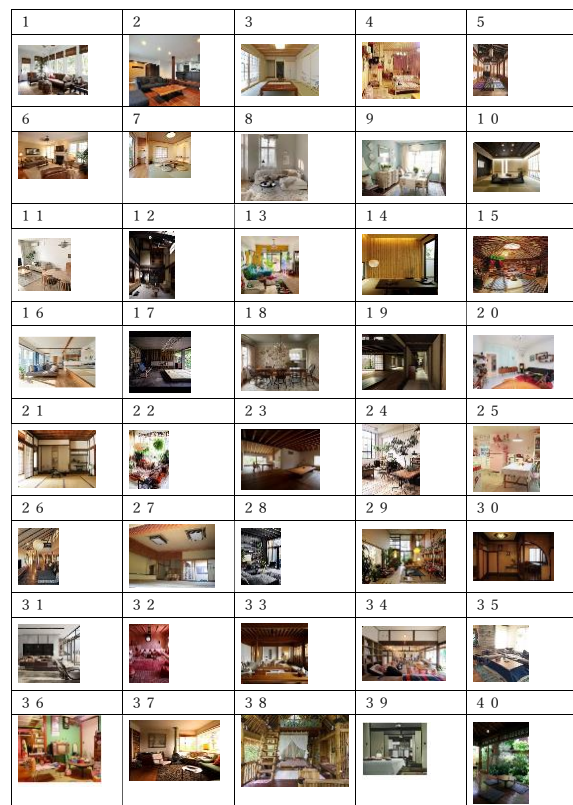 １ ２ ３ ４ ５
６ ７ ８ ９ １０
１１ １２ １３ １４ １５
１６ １７ １８ １９ ２０
２１ ２２ ２３ ２４ ２５
２６ ２７ ２８ ２９ ３０
３１ ３２ ３３ ３４ ３５
３６ ３７ ３８ ３９ ４０